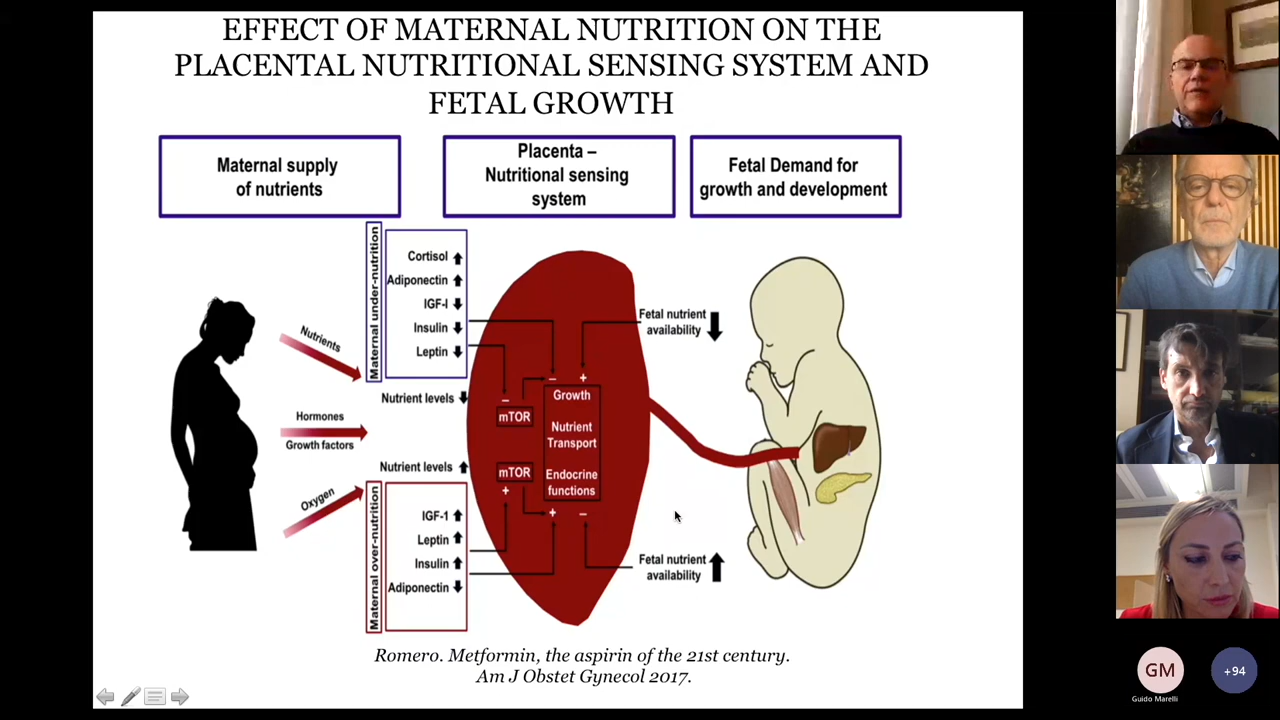 EFFECT OF MATERNAL NUTRITION ON THE
PLACENTAL NUTRITIONAL SENSING SYSTEM AND
FETAL GROWTH
Maternal supply
of nutrients
Placenta –
Nutritional sensing
system
Fetal Demand for
growth and development
Maternal under-nutrition
Cortisol
Adiponectin
IGF-I
Insulin
Leptin
Nutrient levels
Nutrients
Hormones
Growth factors
Oxygen
Nutrient levels
Maternal over-nutrition
IGF-1
Leptin
Insulin
Adiponectin
– +
–
mTOR
Growth
Nutrient
Transport
Endocrine
functions
mTOR
+
+ –
Fetal nutrient
availability
Fetal nutrient
availability
Romero. Metformin, the aspirin of the 21st century.
Am J Obstet Gynecol 2017.
GM
Guido Marelli
+94